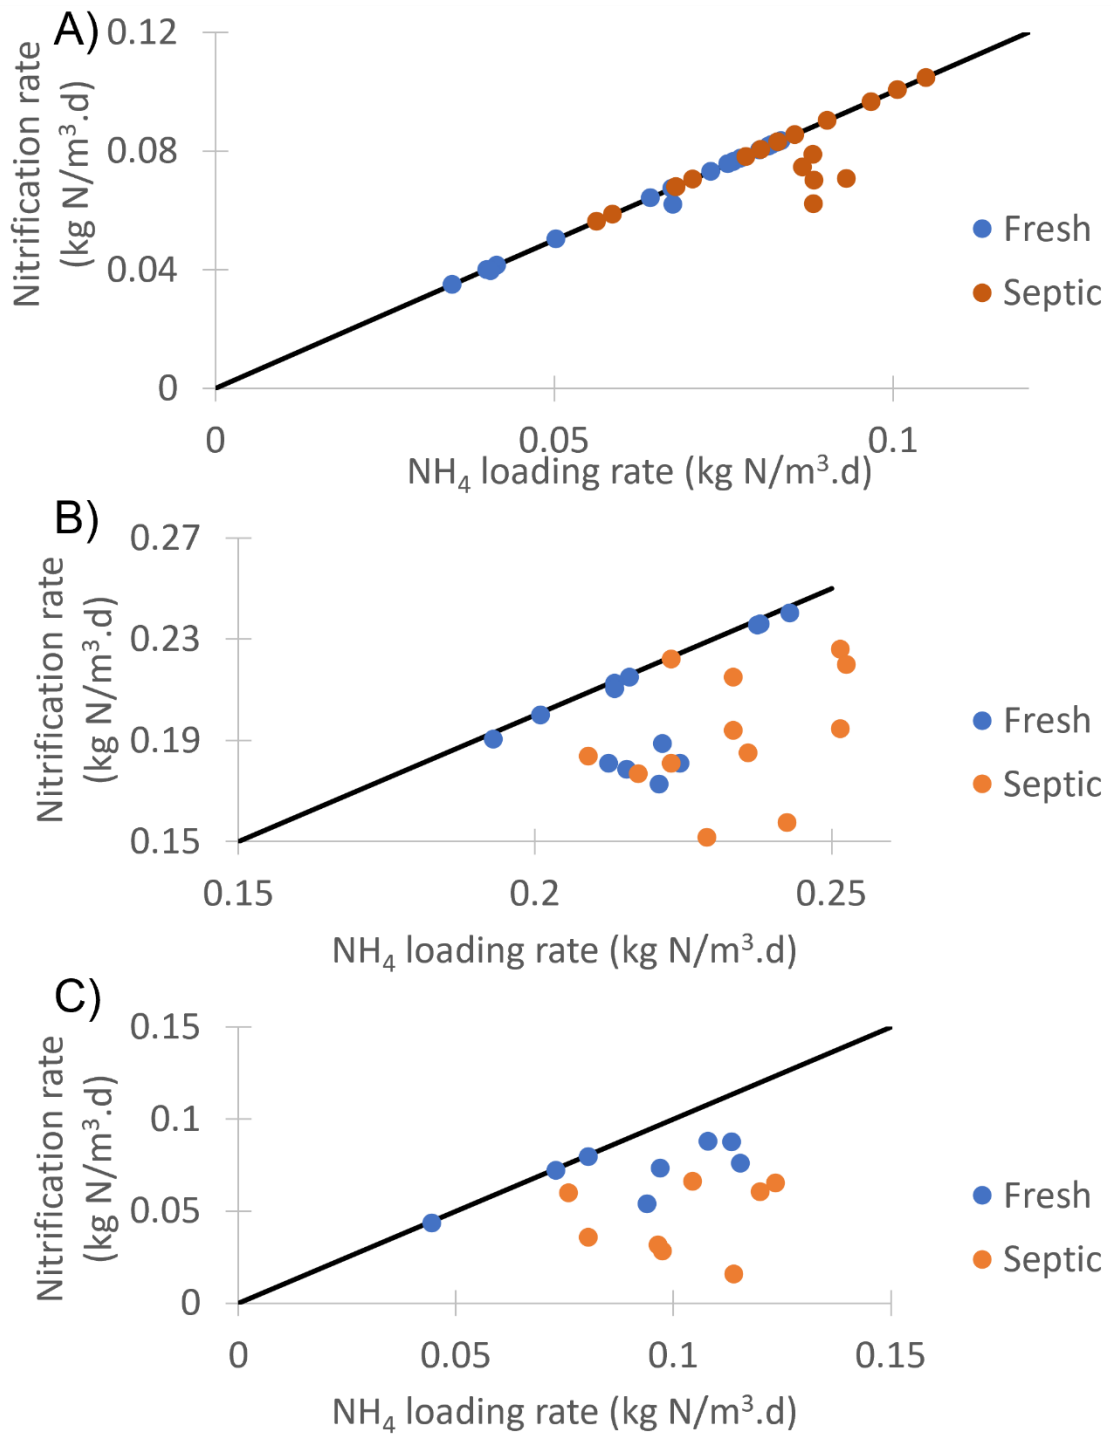 A)
Nitrification rate
(kg N/m³.d)
0.12
0.08
0.04
0
0 0.05 0.1
NH₄ loading rate (kg N/m³.d)
Fresh
Septic
B)
Nitrification rate
(kg N/m³.d)
0.27
0.23
0.19
0.15
0.15 0.2 0.25
NH₄ loading rate (kg N/m³.d)
Fresh
Septic
C)
Nitrification rate
(kg N/m³.d)
0.15
0.1
0.05
0
0 0.05 0.1 0.15
NH₄ loading rate (kg N/m³.d)
Fresh
Septic